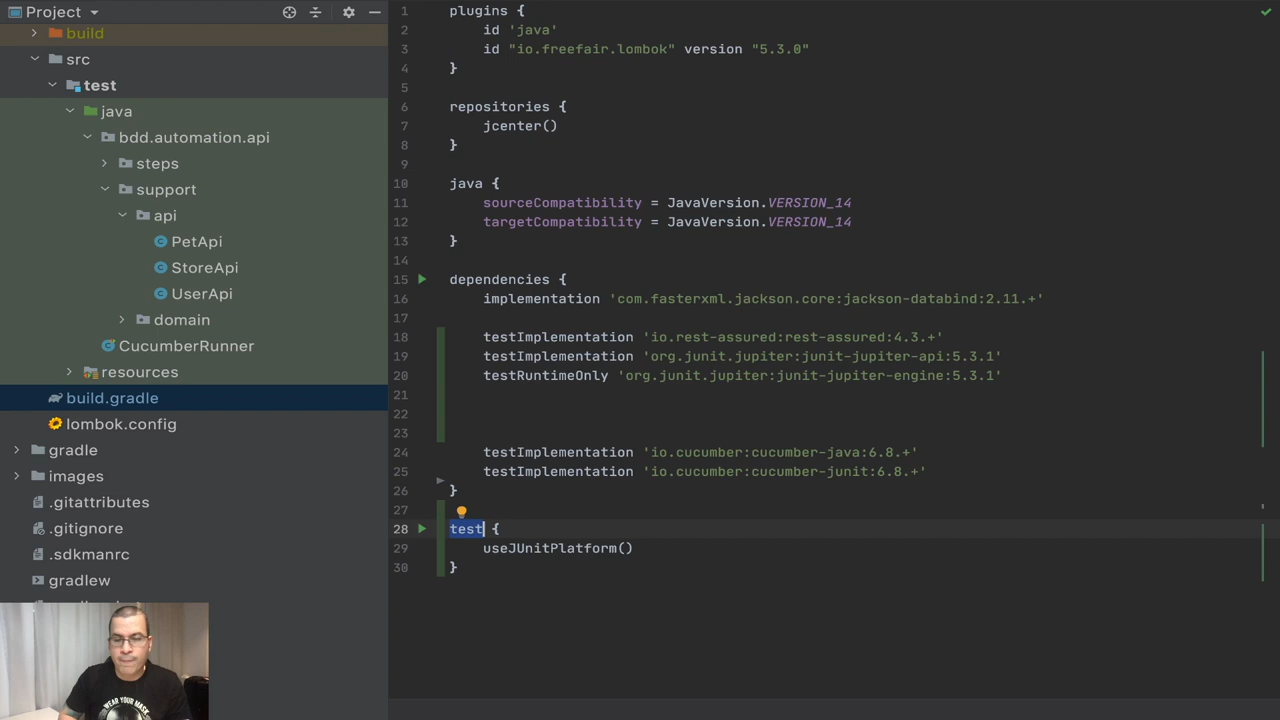 Project
build
src
test
java
bdd.automation.api
steps
support
api
PetApi
StoreApi
UserApi
domain
CucumberRunner
resources
build.gradle
lombok.config
gradle
images
.gitattributes
.gitignore
.sdkmanrc
gradlew
1 plugins {
2 id 'java'
3 id "io.freefair.lombok" version "5.3.0"
4 }
5
6 repositories {
7 jcenter()
8 }
9
10 java {
11 sourceCompatibility = JavaVersion.VERSION_14
12 targetCompatibility = JavaVersion.VERSION_14
13 }
14
15 dependencies {
16 implementation 'com.fasterxml.jackson.core:jackson-databind:2.11.+'
17
18 testImplementation 'io.rest-assured:rest-assured:4.3.+'
19 testImplementation 'org.junit.jupiter:junit-jupiter-api:5.3.1'
20 testRuntimeOnly 'org.junit.jupiter:junit-jupiter-engine:5.3.1'
21
22
23
24 testImplementation 'io.cucumber:cucumber-java:6.8.+'
25 testImplementation 'io.cucumber:cucumber-junit:6.8.+'
26 }
27
28 test {
29 useJUnitPlatform()
30 }
WEAR YOUR MASK